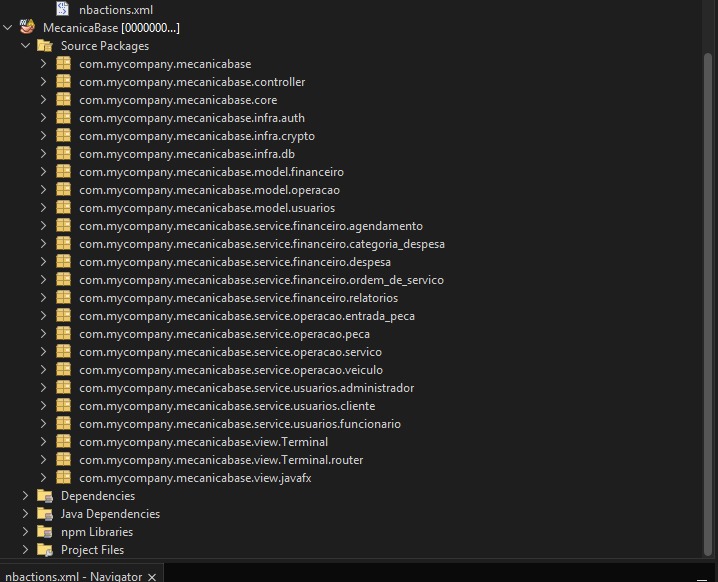 nbactions.xml
MecanicaBase [0000000...]
Source Packages
com.mycompany.mecanicabase
com.mycompany.mecanicabase.controller
com.mycompany.mecanicabase.core
com.mycompany.mecanicabase.infra.auth
com.mycompany.mecanicabase.infra.crypto
com.mycompany.mecanicabase.infra.db
com.mycompany.mecanicabase.model.financeiro
com.mycompany.mecanicabase.model.operacao
com.mycompany.mecanicabase.model.usuarios
com.mycompany.mecanicabase.service.financeiro.agendamento
com.mycompany.mecanicabase.service.financeiro.categoria_despesa
com.mycompany.mecanicabase.service.financeiro.despesa
com.mycompany.mecanicabase.service.financeiro.ordem_de_servico
com.mycompany.mecanicabase.service.financeiro.relatorios
com.mycompany.mecanicabase.service.operacao.entrada_peca
com.mycompany.mecanicabase.service.operacao.peca
com.mycompany.mecanicabase.service.operacao.servico
com.mycompany.mecanicabase.service.operacao.veiculo
com.mycompany.mecanicabase.service.usuarios.administrador
com.mycompany.mecanicabase.service.usuarios.cliente
com.mycompany.mecanicabase.service.usuarios.funcionario
com.mycompany.mecanicabase.view.Terminal
com.mycompany.mecanicabase.view.Terminal.router
com.mycompany.mecanicabase.view.javafx
Dependencies
Java Dependencies
npm Libraries
Project Files
nbactions.xml - Navigator ×